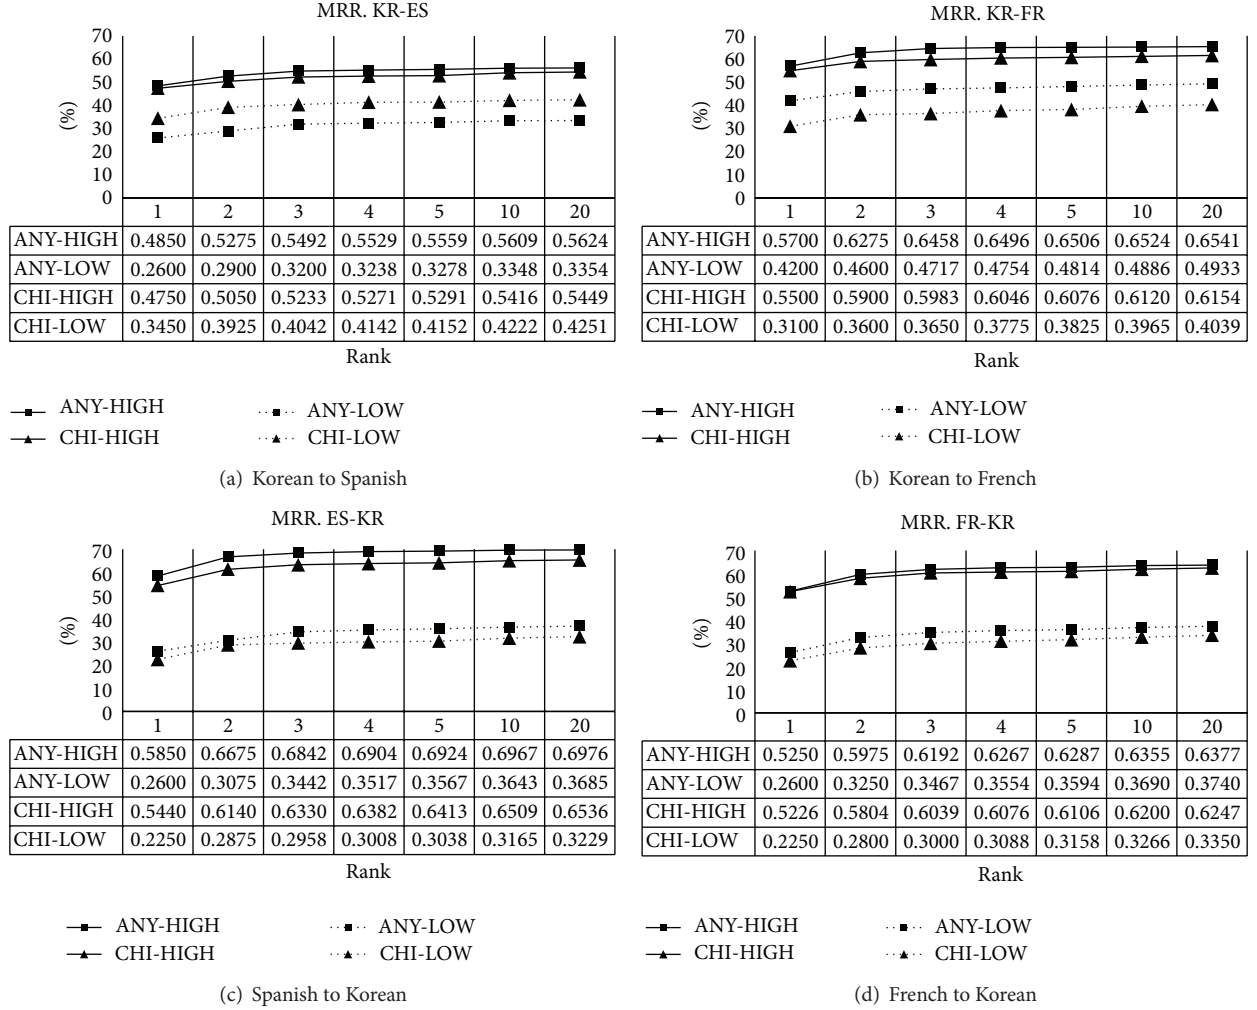 MRR. KR-ES
70
60
50
40
30
20
10
0
(%)
1 2 3 4 5 10 20
ANY-HIGH 0.4850 0.5275 0.5492 0.5529 0.5559 0.5609 0.5624
ANY-LOW 0.2600 0.2900 0.3200 0.3238 0.3278 0.3348 0.3354
CHI-HIGH 0.4750 0.5050 0.5233 0.5271 0.5291 0.5416 0.5449
CHI-LOW 0.3450 0.3925 0.4042 0.4142 0.4152 0.4222 0.4251
Rank
ANY-HIGH ANY-LOW
CHI-HIGH CHI-LOW
(a) Korean to Spanish
MRR. KR-FR
70
60
50
40
30
20
10
0
(%)
1 2 3 4 5 10 20
ANY-HIGH 0.5700 0.6275 0.6458 0.6496 0.6506 0.6524 0.6541
ANY-LOW 0.4200 0.4600 0.4717 0.4754 0.4814 0.4886 0.4933
CHI-HIGH 0.5500 0.5900 0.5983 0.6046 0.6076 0.6120 0.6154
CHI-LOW 0.3100 0.3600 0.3650 0.3775 0.3825 0.3965 0.4039
Rank
ANY-HIGH ANY-LOW
CHI-HIGH CHI-LOW
(b) Korean to French
MRR. ES-KR
70
60
50
40
30
20
10
0
(%)
1 2 3 4 5 10 20
ANY-HIGH 0.5850 0.6675 0.6842 0.6904 0.6924 0.6967 0.6976
ANY-LOW 0.2600 0.3075 0.3442 0.3517 0.3567 0.3643 0.3685
CHI-HIGH 0.5440 0.6140 0.6330 0.6382 0.6413 0.6509 0.6536
CHI-LOW 0.2250 0.2875 0.2958 0.3008 0.3038 0.3165 0.3229
Rank
ANY-HIGH ANY-LOW
CHI-HIGH CHI-LOW
(c) Spanish to Korean
MRR. FR-KR
70
60
50
40
30
20
10
0
(%)
1 2 3 4 5 10 20
ANY-HIGH 0.5250 0.5975 0.6192 0.6267 0.6287 0.6355 0.6377
ANY-LOW 0.2600 0.3250 0.3467 0.3554 0.3594 0.3690 0.3740
CHI-HIGH 0.5226 0.5804 0.6039 0.6076 0.6106 0.6200 0.6247
CHI-LOW 0.2250 0.2800 0.3000 0.3088 0.3158 0.3266 0.3350
Rank
ANY-HIGH ANY-LOW
CHI-HIGH CHI-LOW
(d) French to Korean